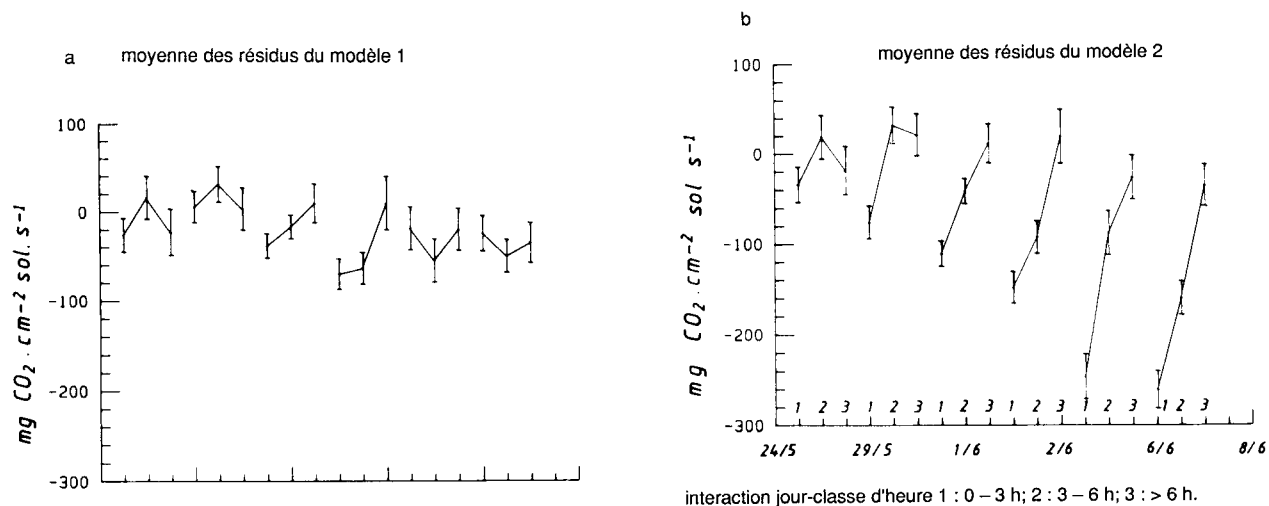 a moyenne des résidus du modèle 1
mg CO₂ . cm⁻² sol. s⁻¹
100
0
-100
-200
-300
b
moyenne des résidus du modèle 2
mg CO₂ . cm⁻² sol s⁻¹
100
0
-100
-200
-300
1 2 3 1 2 3 1 2 3 1 2 3 1 2 3 1 2 3
24/5 29/5 1/6 2/6 6/6 8/6
interaction jour-classe d'heure 1 : 0 – 3 h; 2 : 3 – 6 h; 3 : > 6 h.